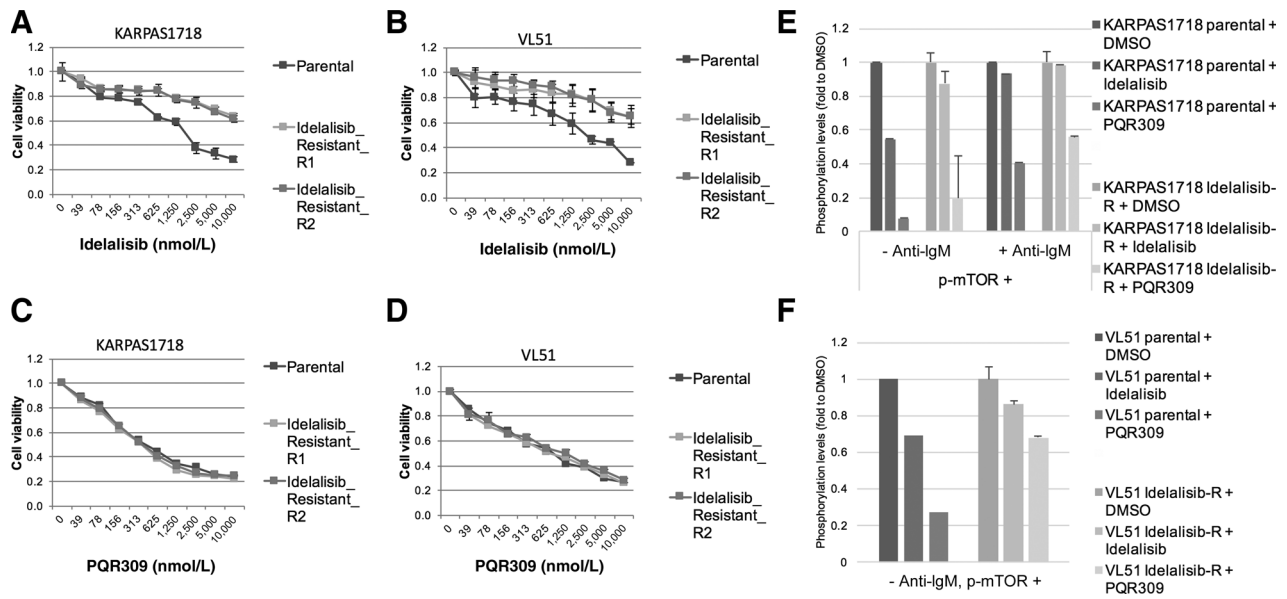 A
KARPAS1718
1.2
1.0
0.8
0.6
0.4
0.2
0.0
Cell viability
0
39
78
156
313
625
1,250
2,500
5,000
10,000
Idelalisib (nmol/L)
Parental
Idelalisib_
Resistant_
R1
Idelalisib_
Resistant_
R2
B
VL51
1.2
1.0
0.8
0.6
0.4
0.2
0.0
Cell viability
0
39
78
156
313
625
1,250
2,500
5,000
10,000
Idelalisib (nmol/L)
Parental
Idelalisib_
Resistant_
R1
Idelalisib_
Resistant_
R2
E
1.2
1
0.8
0.6
0.4
0.2
0
Phosphorylation levels (fold to DMSO)
- Anti-IgM
+ Anti-IgM
p-mTOR +
KARPAS1718 parental +
DMSO
KARPAS1718 parental +
Idelalisib
KARPAS1718 parental +
PQR309
KARPAS1718 Idelalisib-
R + DMSO
KARPAS1718 Idelalisib-
R + Idelalisib
KARPAS1718 Idelalisib-
R + PQR309
C
KARPAS1718
1.2
1.0
0.8
0.6
0.4
0.2
0.0
Cell viability
0
39
78
156
313
625
1,250
2,500
5,000
10,000
PQR309 (nmol/L)
Parental
Idelalisib_
Resistant_
R1
Idelalisib_
Resistant_
R2
D
VL51
1.2
1.0
0.8
0.6
0.4
0.2
0.0
Cell viability
0
39
78
156
313
625
1,250
2,500
5,000
10,000
PQR309 (nmol/L)
Parental
Idelalisib_
Resistant_
R1
Idelalisib_
Resistant_
R2
F
1.2
1
0.8
0.6
0.4
0.2
0
Phosphorylation levels (fold to DMSO)
- Anti-IgM, p-mTOR +
VL51 parental +
DMSO
VL51 parental +
Idelalisib
VL51 parental +
PQR309
VL51 Idelalisib-R +
DMSO
VL51 Idelalisib-R +
Idelalisib
VL51 Idelalisib-R +
PQR309